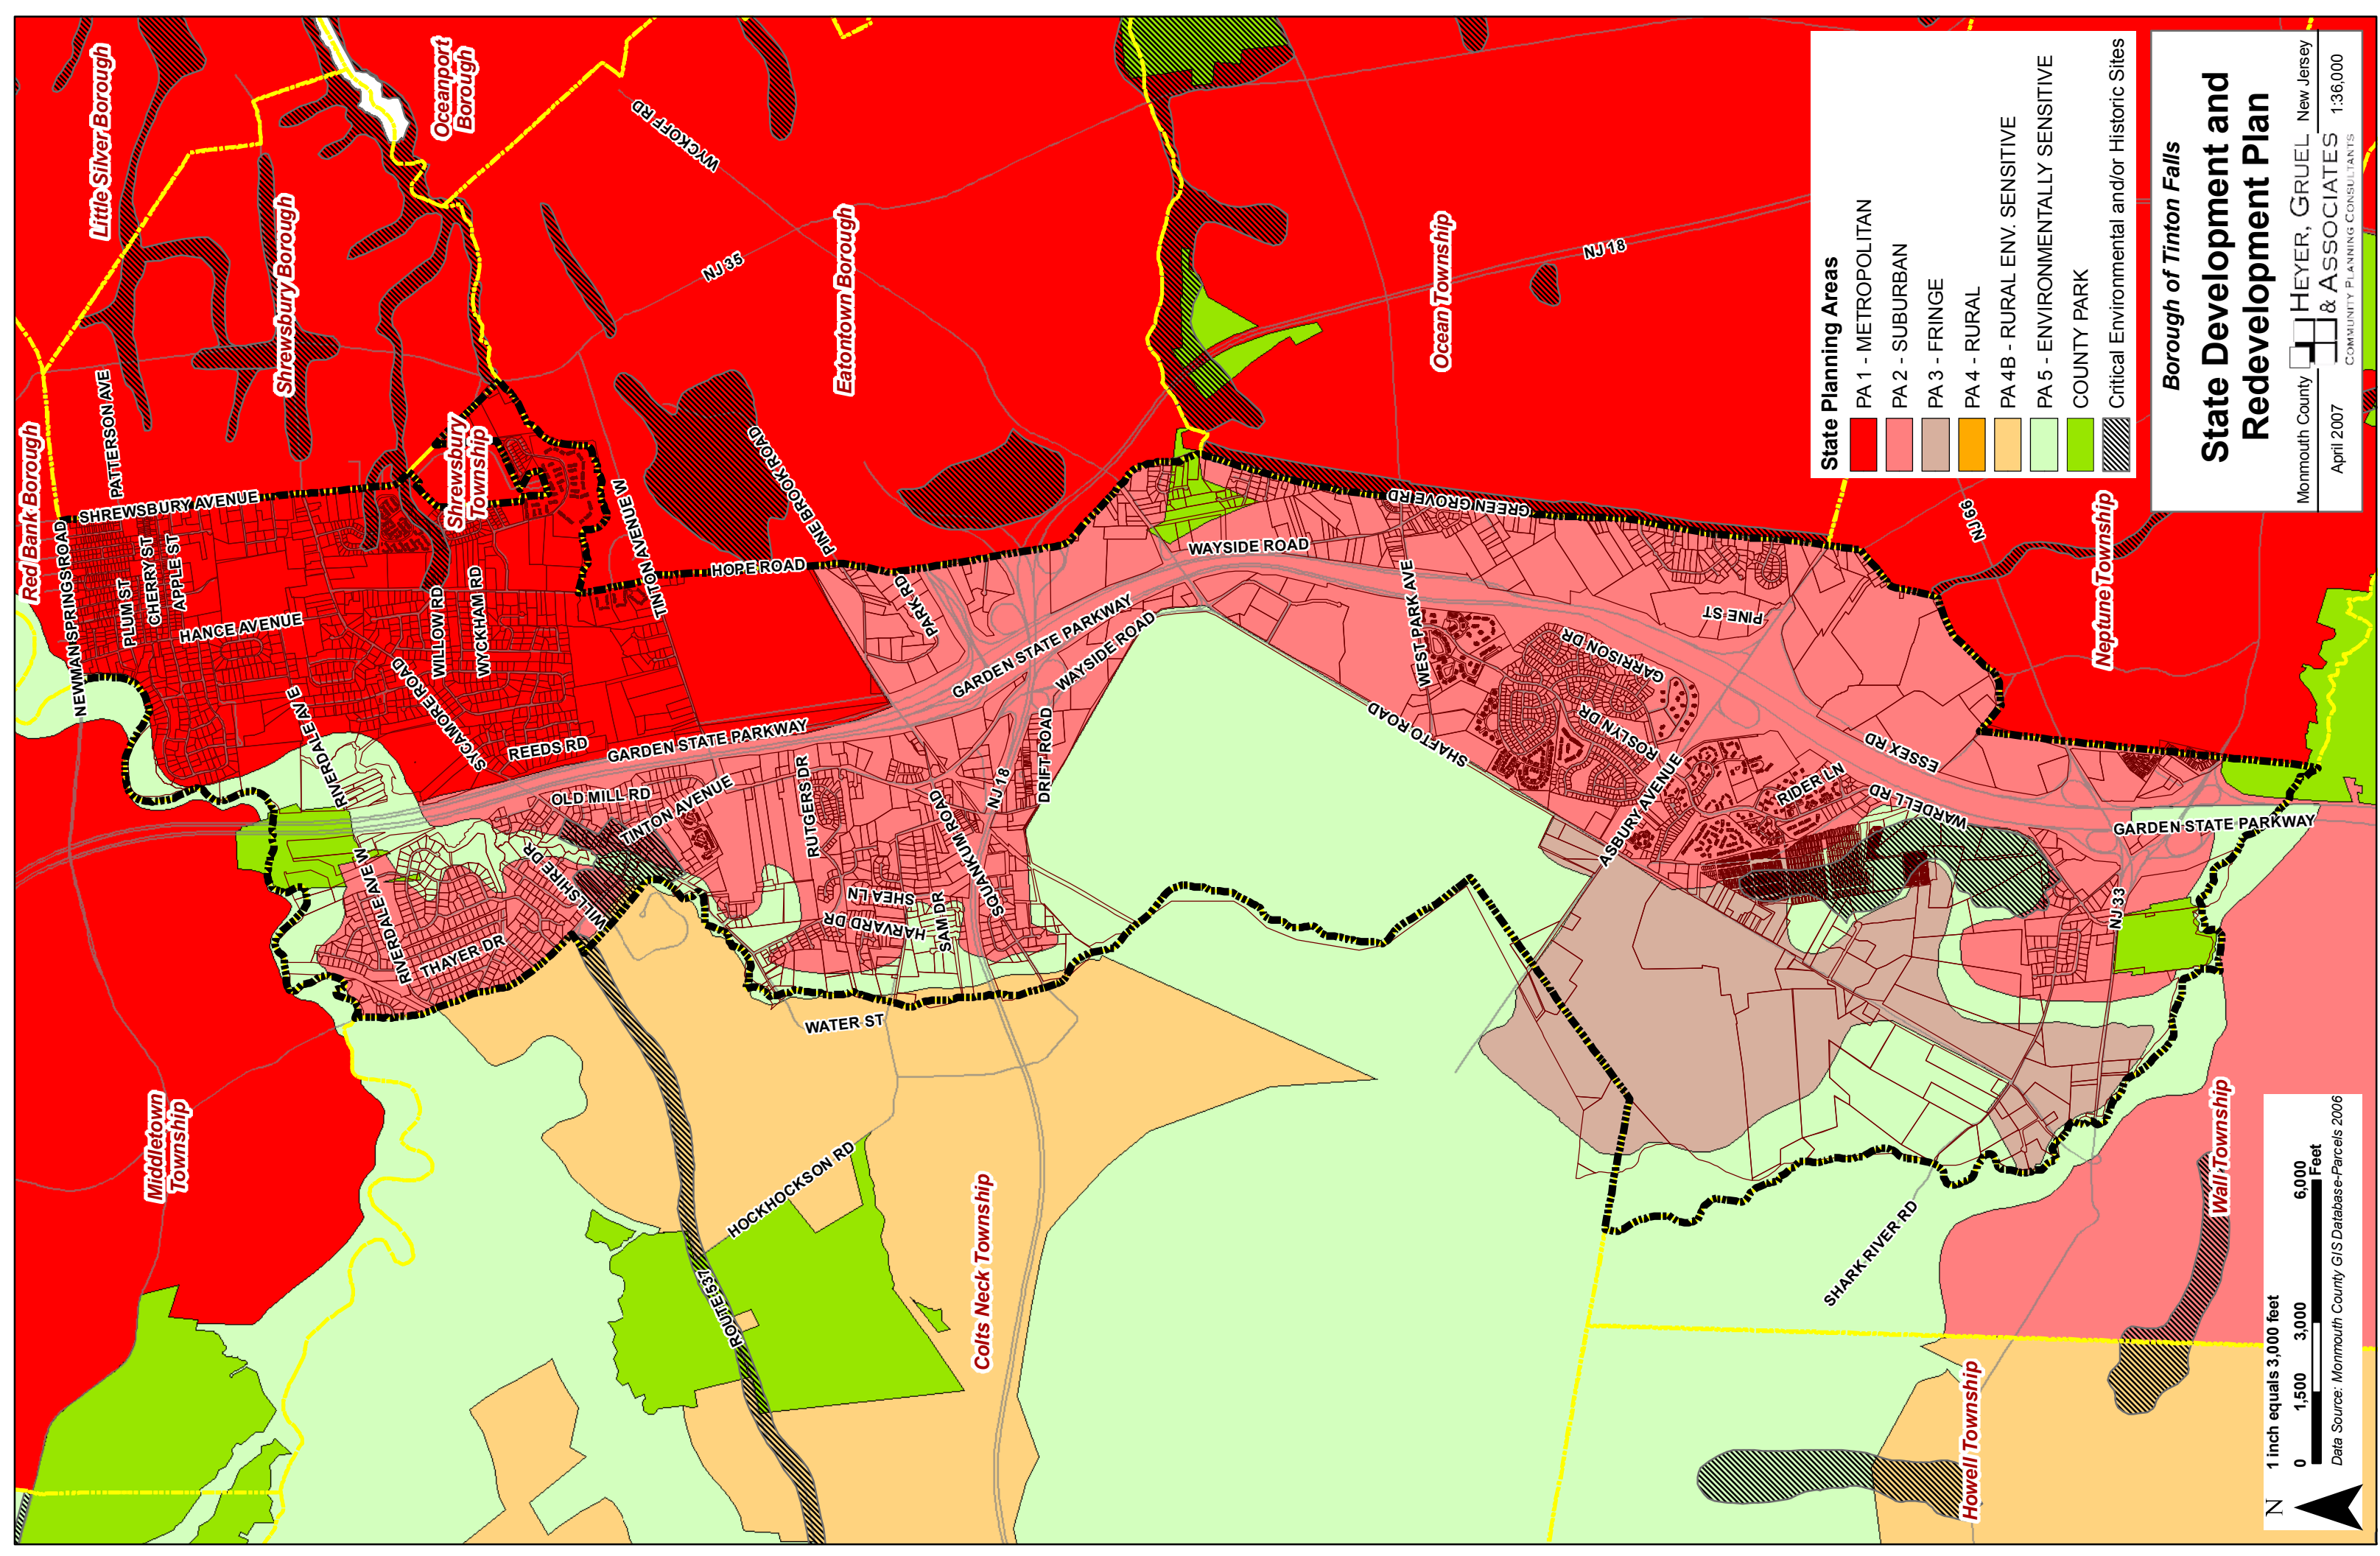 Red Bank Borough
Little Silver Borough
Shrewsbury Borough
Oceanport
Borough
Shrewsbury
Township
Eatontown Borough
Ocean Township
Neptune Township
Middletown
Township
Colts Neck Township
Howell Township
Wall Township
NEWMAN SPRINGS ROAD
SHREWSBURY AVENUE
PATTERSON AVE
PLUM ST
CHERRY ST
APPLE ST
HANCE AVENUE
RIVERDALE AVE
SYCAMORE ROAD
WILLOW RD
WYCKHAM RD
REEDS RD
TINTON AVENUE W
HOPE ROAD
PINE BROOK ROAD
WYCKOFF RD
NJ 35
NJ 18
PARK RD
GARDEN STATE PARKWAY
GARDEN STATE PARKWAY
WAYSIDE ROAD
WAYSIDE ROAD
GREEN GROVE RD
WEST PARK AVE
PINE ST
GARRISON DR
ROSLYN DR
SHAFTO ROAD
ASBURY AVENUE
RIDER LN
ESSEX RD
WARDELL RD
GARDEN STATE PARKWAY
NJ 66
NJ 33
OLD MILL RD
TINTON AVENUE
RUTGERS DR
NJ 18
DRIFT ROAD
SQUANKUM ROAD
SHEA LN
HARVARD DR
SAM DR
WILLSHIRE DR
RIVERDALE AVE W
THAYER DR
WATER ST
HOCKHOCKSON RD
ROUTE 537
SHARK RIVER RD
State Planning Areas
PA 1 - METROPOLITAN
PA 2 - SUBURBAN
PA 3 - FRINGE
PA 4 - RURAL
PA 4B - RURAL ENV. SENSITIVE
PA 5 - ENVIRONMENTALLY SENSITIVE
COUNTY PARK
Critical Environmental and/or Historic Sites
Borough of Tinton Falls
State Development and
Redevelopment Plan
Monmouth County
New Jersey
HEYER, GRUEL
& ASSOCIATES
COMMUNITY PLANNING CONSULTANTS
April 2007
1:36,000
N
1 inch equals 3,000 feet
0 1,500 3,000 6,000
Feet
Data Source: Monmouth County GIS Database-Parcels 2006